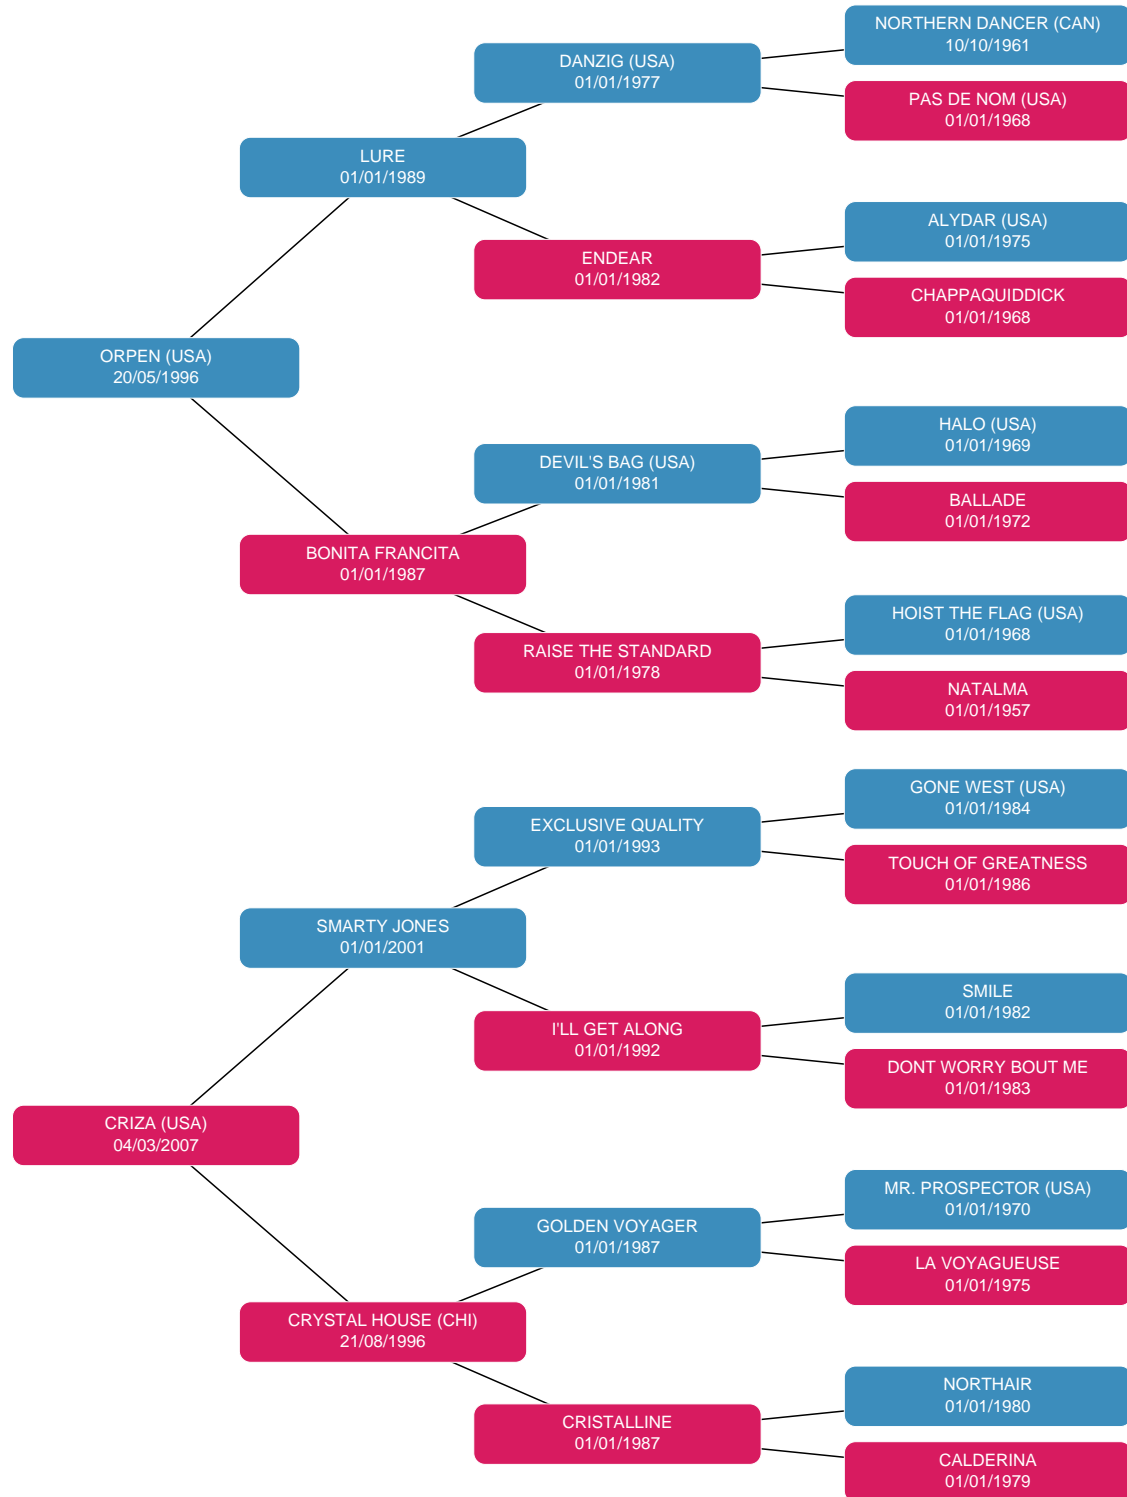 NORTHERN DANCER (CAN)
10/10/1961
DANZIG (USA)
01/01/1977
PAS DE NOM (USA)
01/01/1968
LURE
01/01/1989
ALYDAR (USA)
01/01/1975
ENDEAR
01/01/1982
CHAPPAQUIDDICK
01/01/1968
ORPEN (USA)
20/05/1996
HALO (USA)
01/01/1969
DEVIL'S BAG (USA)
01/01/1981
BALLADE
01/01/1972
BONITA FRANCITA
01/01/1987
HOIST THE FLAG (USA)
01/01/1968
RAISE THE STANDARD
01/01/1978
NATALMA
01/01/1957
GONE WEST (USA)
01/01/1984
EXCLUSIVE QUALITY
01/01/1993
TOUCH OF GREATNESS
01/01/1986
SMARTY JONES
01/01/2001
SMILE
01/01/1982
I'LL GET ALONG
01/01/1992
DONT WORRY BOUT ME
01/01/1983
CRIZA (USA)
04/03/2007
MR. PROSPECTOR (USA)
01/01/1970
GOLDEN VOYAGER
01/01/1987
LA VOYAGUEUSE
01/01/1975
CRYSTAL HOUSE (CHI)
21/08/1996
NORTHAIR
01/01/1980
CRISTALLINE
01/01/1987
CALDERINA
01/01/1979